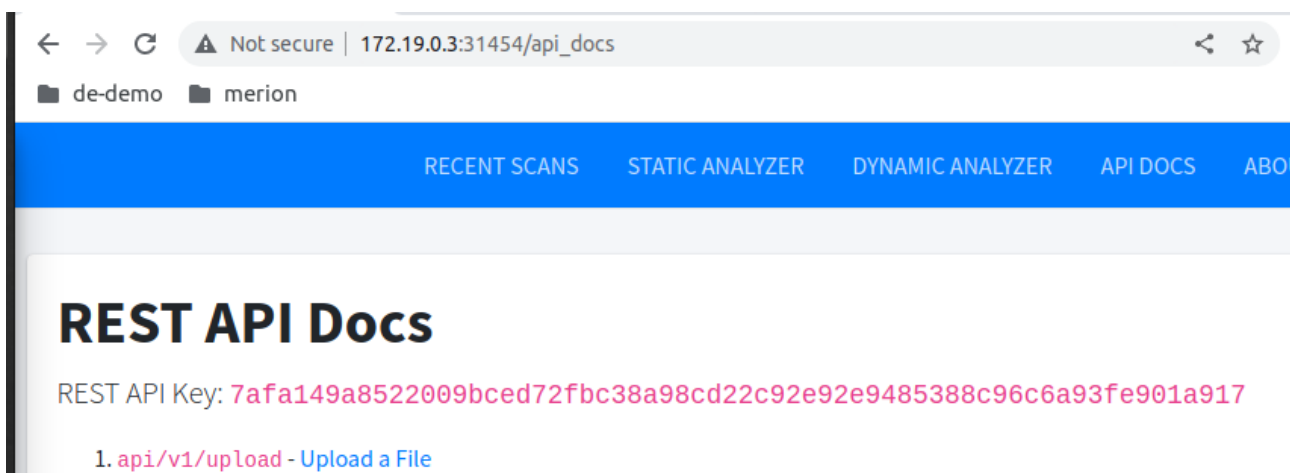 Not secure | 172.19.0.3:31454/api_docs
de-demo merion
RECENT SCANS STATIC ANALYZER DYNAMIC ANALYZER API DOCS ABO
REST API Docs
REST API Key: 7afa149a8522009bced72fbc38a98cd22c92e92e9485388c96c6a93fe901a917
1. api/v1/upload - Upload a File